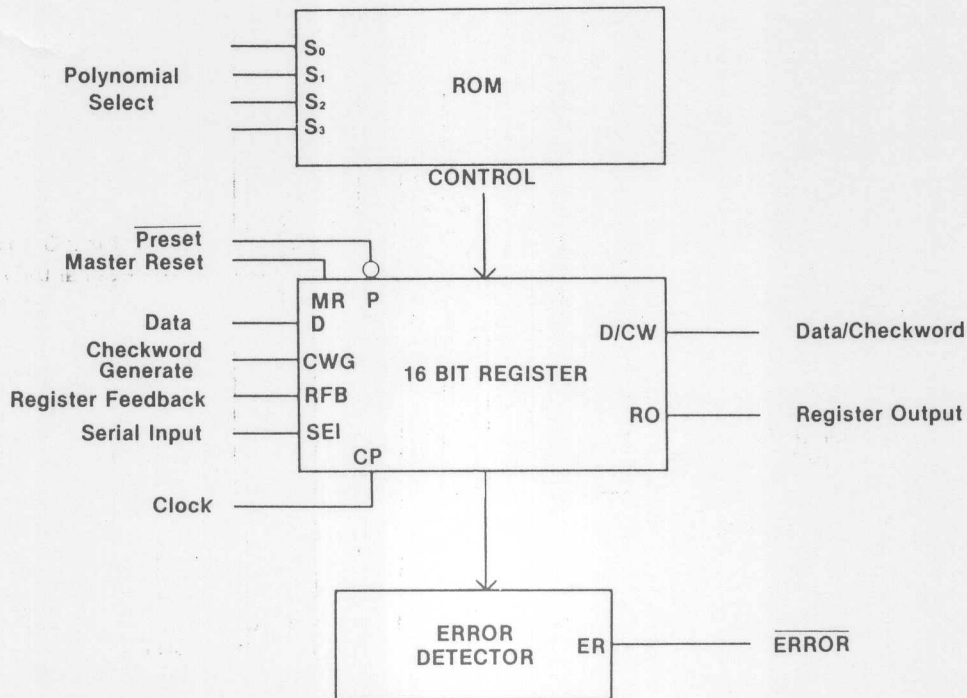 S₀
Polynomial
Select
S₁
S₂
S₃
ROM
CONTROL
Preset
Master Reset
MR P
Data
D
D/CW
Data/Checkword
Checkword
Generate
CWG
16 BIT REGISTER
Register Feedback
RFB
RO
Register Output
Serial Input
SEI
CP
Clock
ERROR
DETECTOR
ER
ERROR